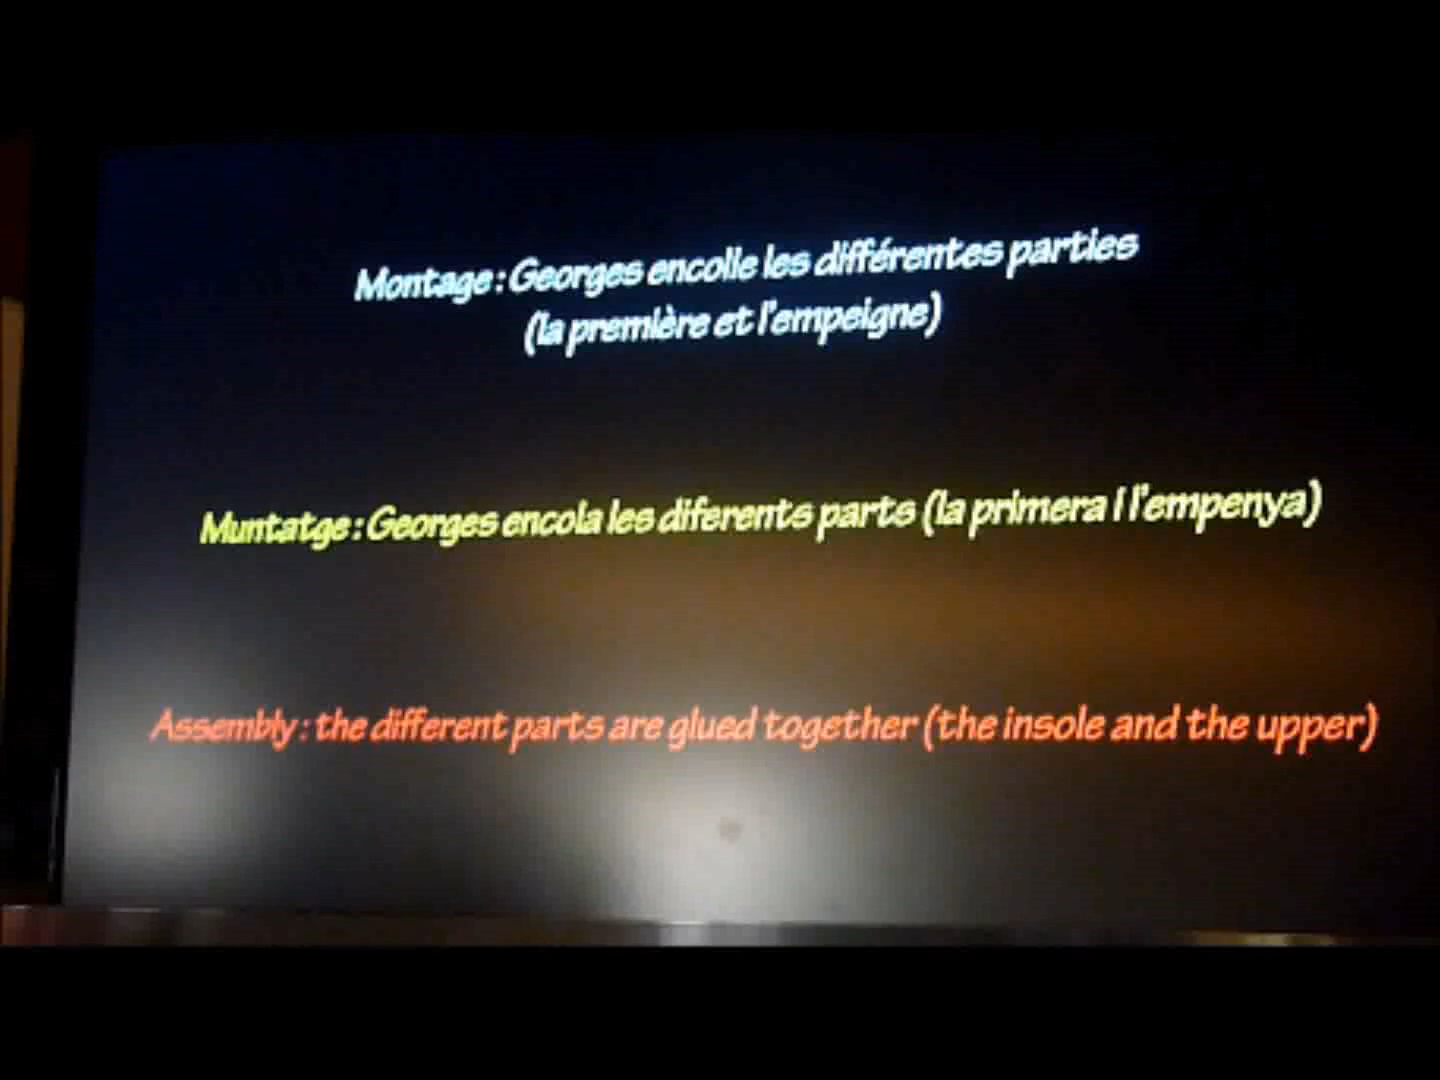 Montage : Georges encolle les différentes parties
(la première et l'empeigne)
Muntatge : Georges encola les diferents parts (la primera i l'empenya)
Assembly : the different parts are glued together (the insole and the upper)